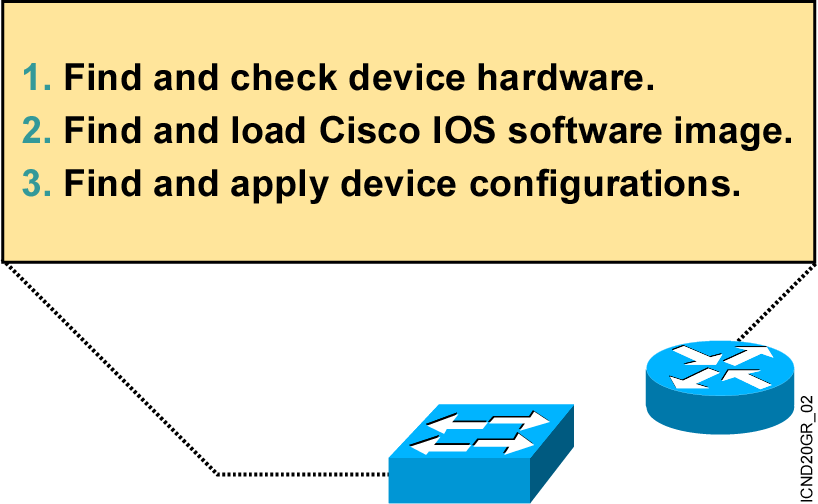 1. Find and check device hardware.
2. Find and load Cisco IOS software image.
3. Find and apply device configurations.
ICND20GR_02